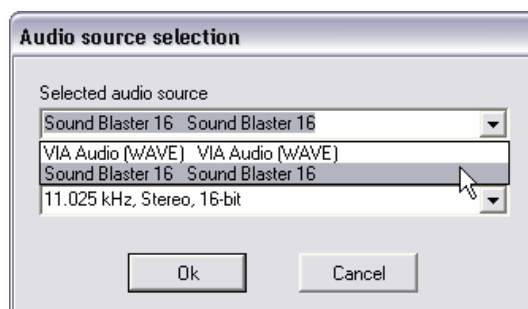 Audio source selection
Selected audio source
Sound Blaster 16   Sound Blaster 16
VIA Audio (WAVE)   VIA Audio (WAVE)
Sound Blaster 16   Sound Blaster 16
11.025 kHz, Stereo, 16-bit
Ok
Cancel